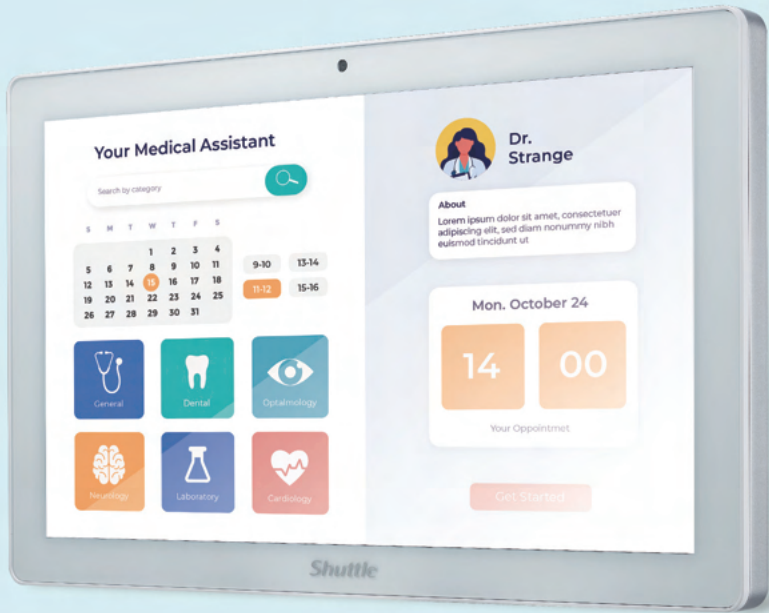 Your Medical Assistant
Search by category
S M T W T F S
1 2 3 4
5 6 7 8 9 10 11
12 13 14 15 16 17 18
19 20 21 22 23 24 25
26 27 28 29 30 31
9-10 13-14
11-12 15-16
General Dental Optalmology
Neurology Laboratory Cardiology
Dr.
Strange
About
Lorem ipsum dolor sit amet, consectetuer
adipiscing elit, sed diam nonummy nibh
euismod tincidunt ut
Mon. October 24
14 00
Your Oppointmet
Get Started
Shuttle